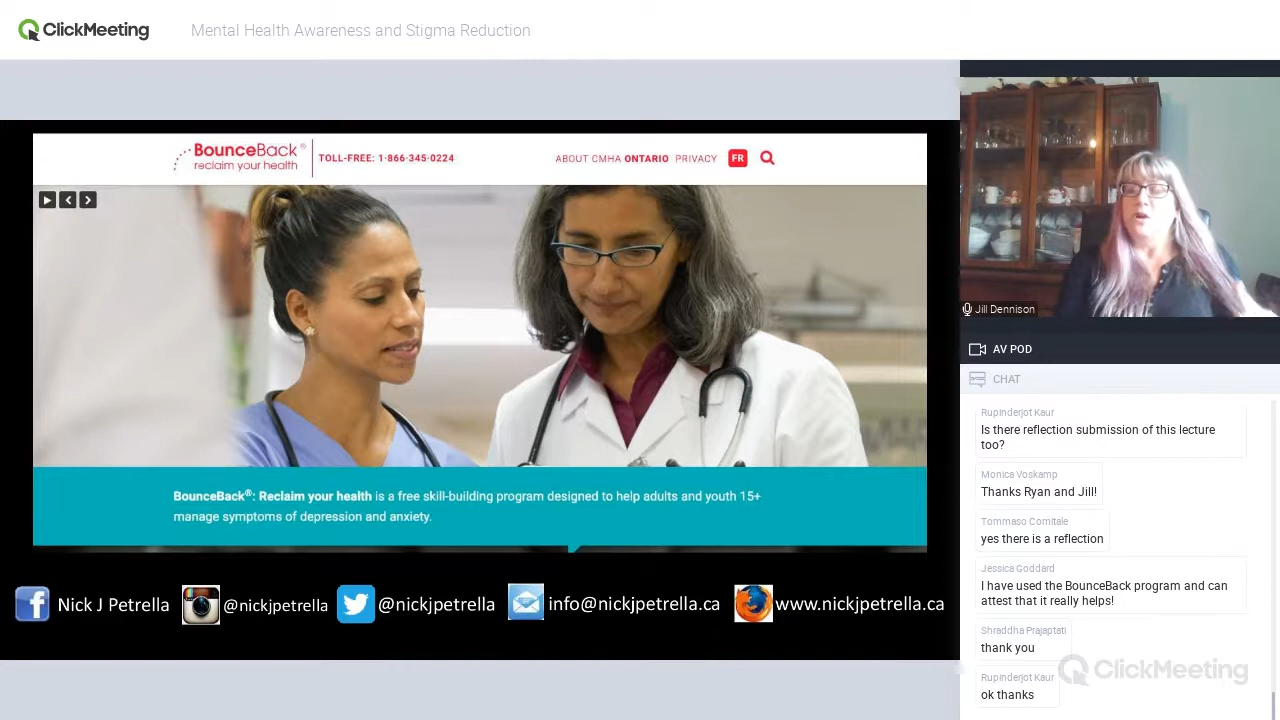 ClickMeeting
Mental Health Awareness and Stigma Reduction
BounceBack®
reclaim your health
TOLL-FREE: 1-866-345-0224
ABOUT CMHA ONTARIO PRIVACY FR
BounceBack®: Reclaim your health is a free skill-building program designed to help adults and youth 15+
manage symptoms of depression and anxiety.
Nick J Petrella
@nickjpetrella
@nickjpetrella
info@nickjpetrella.ca
www.nickjpetrella.ca
Jill Dennison
AV POD
CHAT
Rupinderjot Kaur
Is there reflection submission of this lecture
too?
Monica Voskamp
Thanks Ryan and Jill!
Tommaso Comitale
yes there is a reflection
Jessica Goddard
I have used the BounceBack program and can
attest that it really helps!
Shraddha Prajaptati
thank you
Rupinderjot Kaur
ok thanks
ClickMeeting